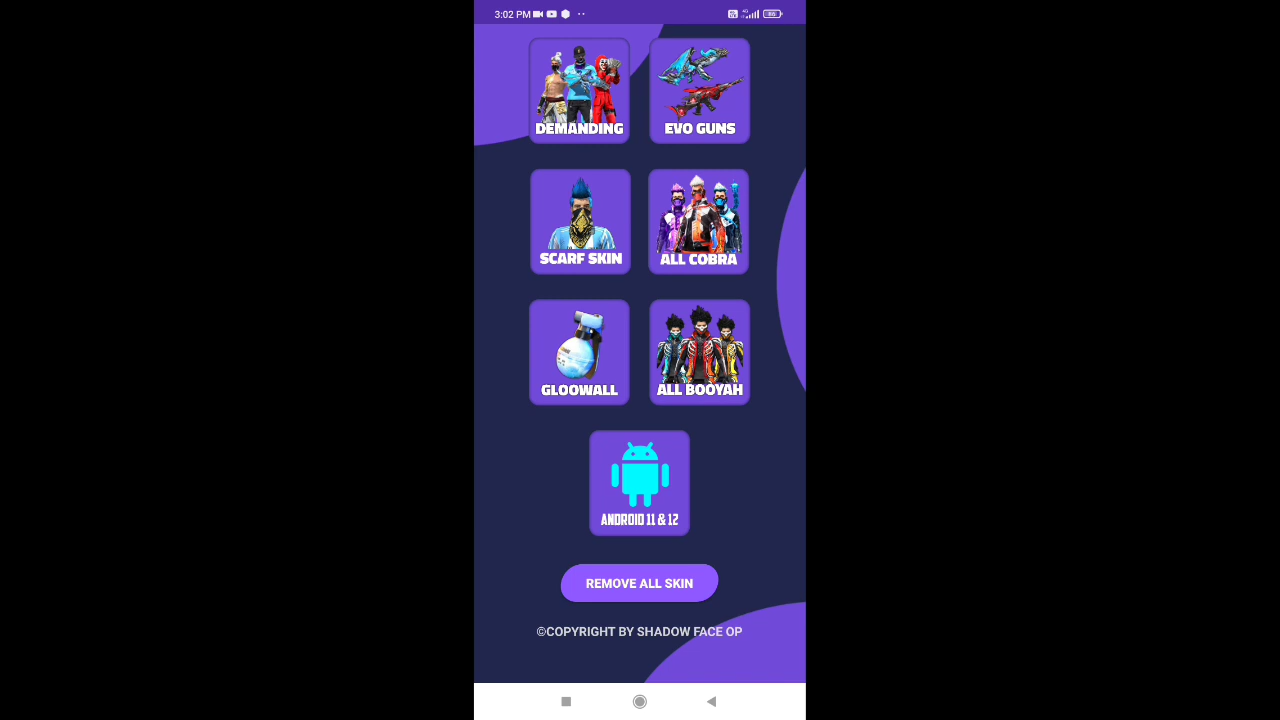 3:02 PM
DEMANDING
EVO GUNS
SCARF SKIN
ALL COBRA
GLOOWALL
ALL BOOYAH
ANDROID 11 & 12
REMOVE ALL SKIN
©COPYRIGHT BY SHADOW FACE OP